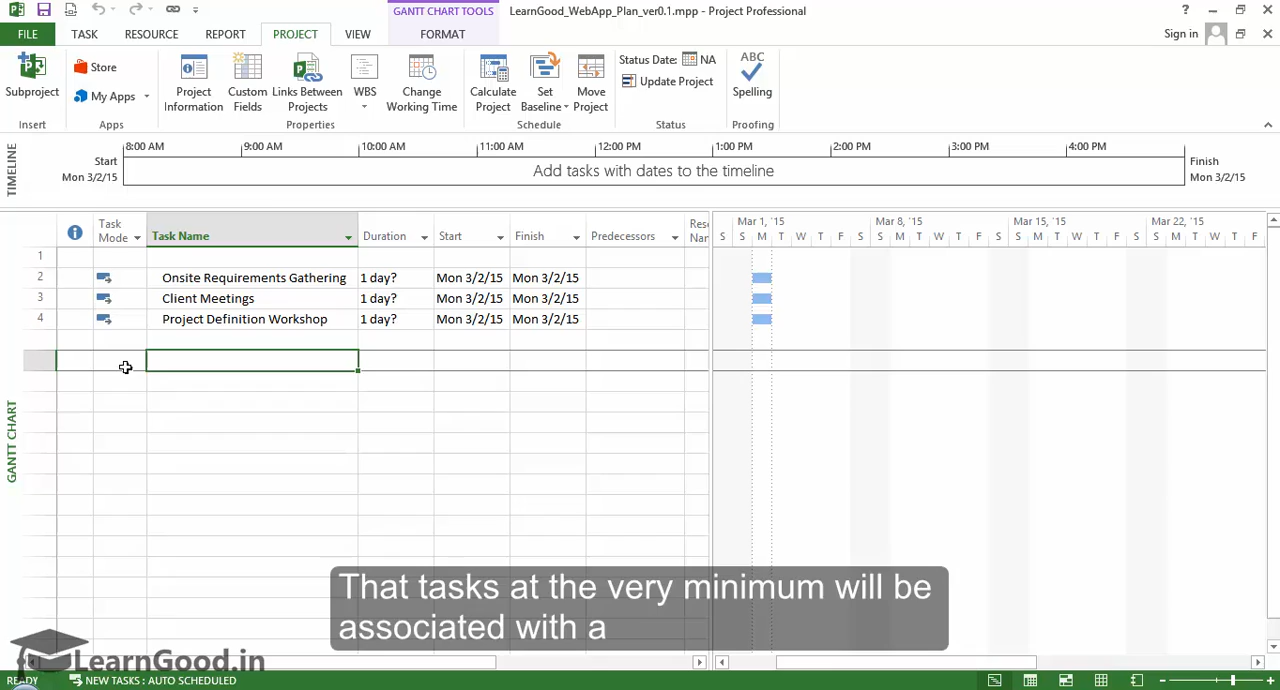 GANTT CHART TOOLS
LearnGood_WebApp_Plan_ver0.1.mpp - Project Professional
?
FILE TASK RESOURCE REPORT PROJECT VIEW FORMAT
Sign in
Subproject
Store
My Apps
Project Information
Custom Fields
Links Between Projects
WBS
Change Working Time
Calculate Project
Set Baseline
Move Project
Status Date: NA
Update Project
ABC
Spelling
Insert Apps Properties Schedule Status Proofing
TIMELINE
Start
Mon 3/2/15
8:00 AM 9:00 AM 10:00 AM 11:00 AM 12:00 PM 1:00 PM 2:00 PM 3:00 PM 4:00 PM
Add tasks with dates to the timeline
Finish
Mon 3/2/15
GANTT CHART
Task Mode Task Name Duration Start Finish Predecessors Reso Nar
Mar 1, '15 Mar 8, '15 Mar 15, '15 Mar 22, '15
S S M T W T F S S M T W T F S S M T W T F S S M T W T F
1
2 Onsite Requirements Gathering 1 day? Mon 3/2/15 Mon 3/2/15
3 Client Meetings 1 day? Mon 3/2/15 Mon 3/2/15
4 Project Definition Workshop 1 day? Mon 3/2/15 Mon 3/2/15
That tasks at the very minimum will be
associated with a
LearnGood.in
READY NEW TASKS : AUTO SCHEDULED